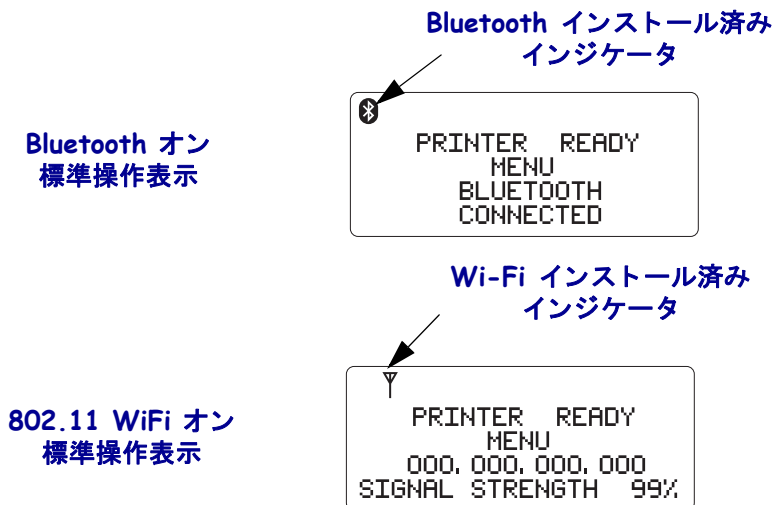 Bluetooth インストール済み
インジケータ
Bluetooth オン
標準操作表示
PRINTER READY
MENU
BLUETOOTH
CONNECTED
Wi-Fi インストール済み
インジケータ
802.11 WiFi オン
標準操作表示
PRINTER READY
MENU
000. 000. 000. 000
SIGNAL STRENGTH 99%